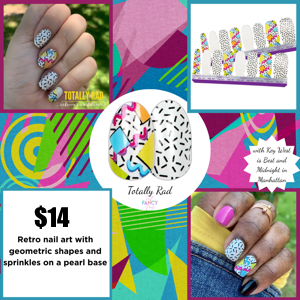 TOTALLY RAD
with Key West
is Best and
Midnight in
Manhattan
Totally Rad
FANCY
$14
Retro nail art with
geometric shapes and
sprinkles on a pearl base